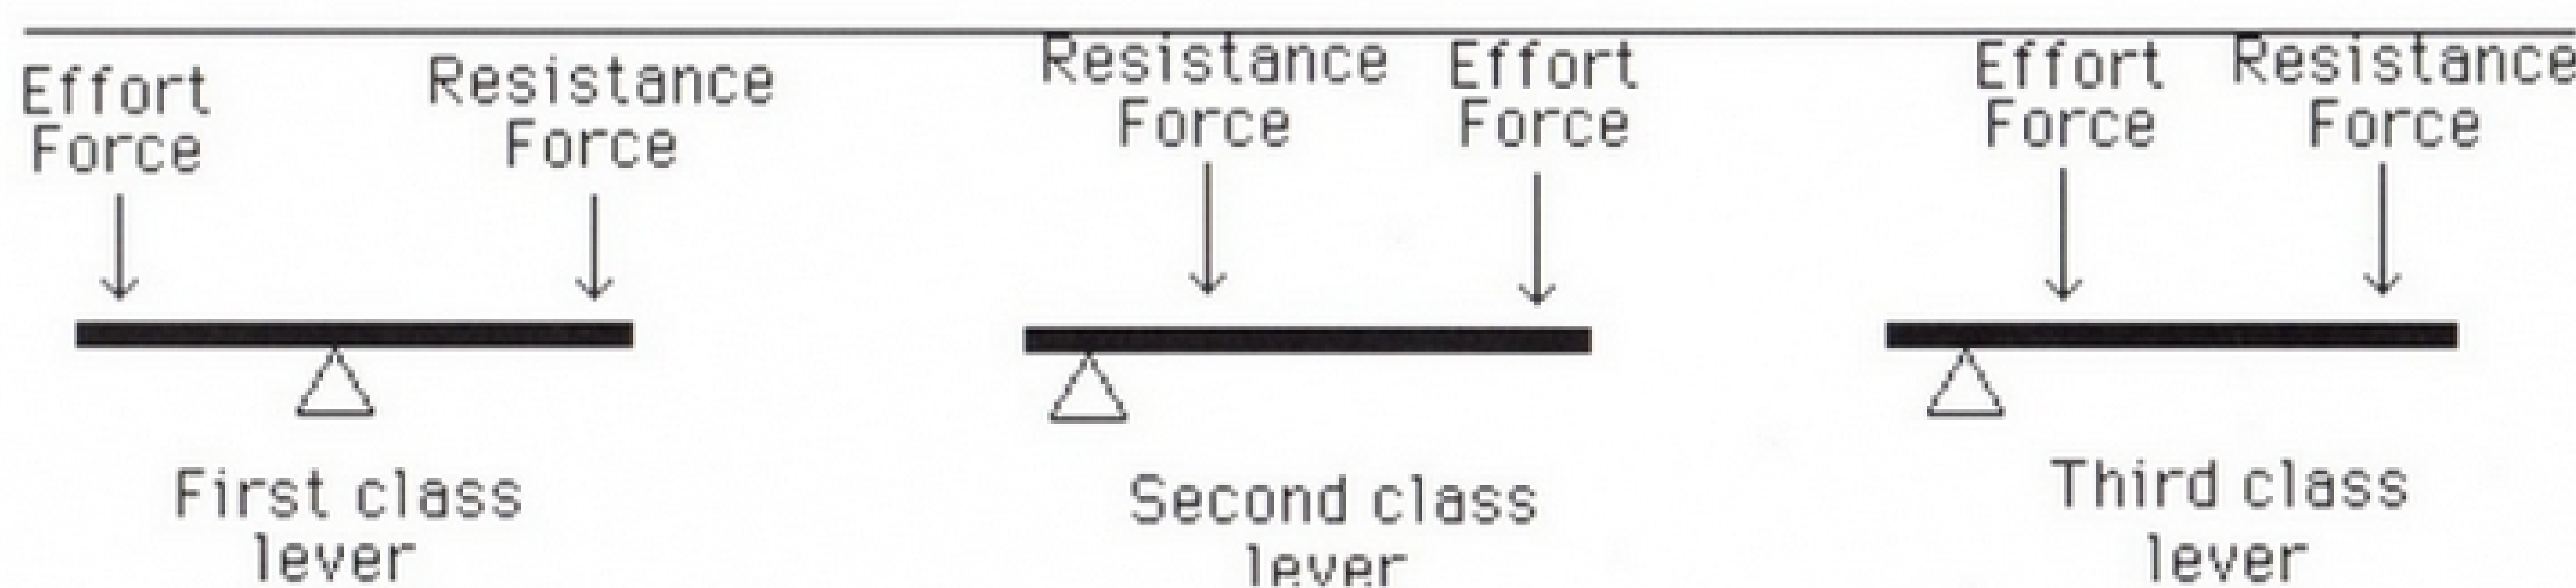 Effort
Force
Resistance
Force
Resistance
Force
Effort
Force
Effort
Force
Resistance
Force
First class
lever
Second class
lever
Third class
lever